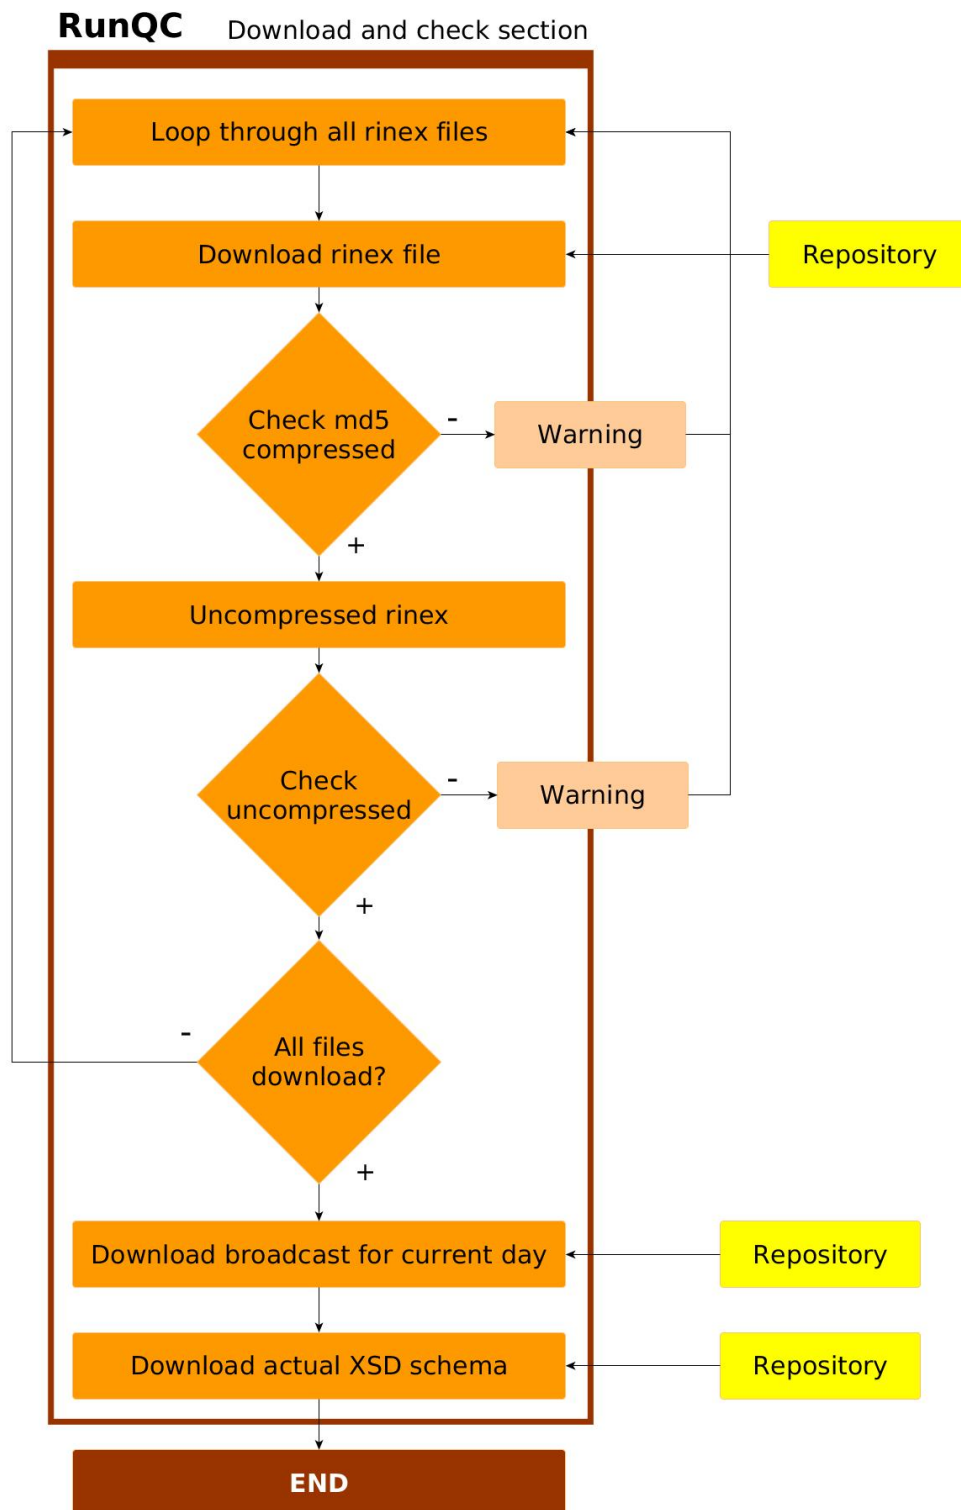 RunQC Download and check section
Loop through all rinex files
Download rinex file
Repository
Check md5
compressed
-
Warning
+
Uncompressed rinex
Check
uncompressed
-
Warning
+
All files
download?
-
+
Download broadcast for current day
Repository
Download actual XSD schema
Repository
END